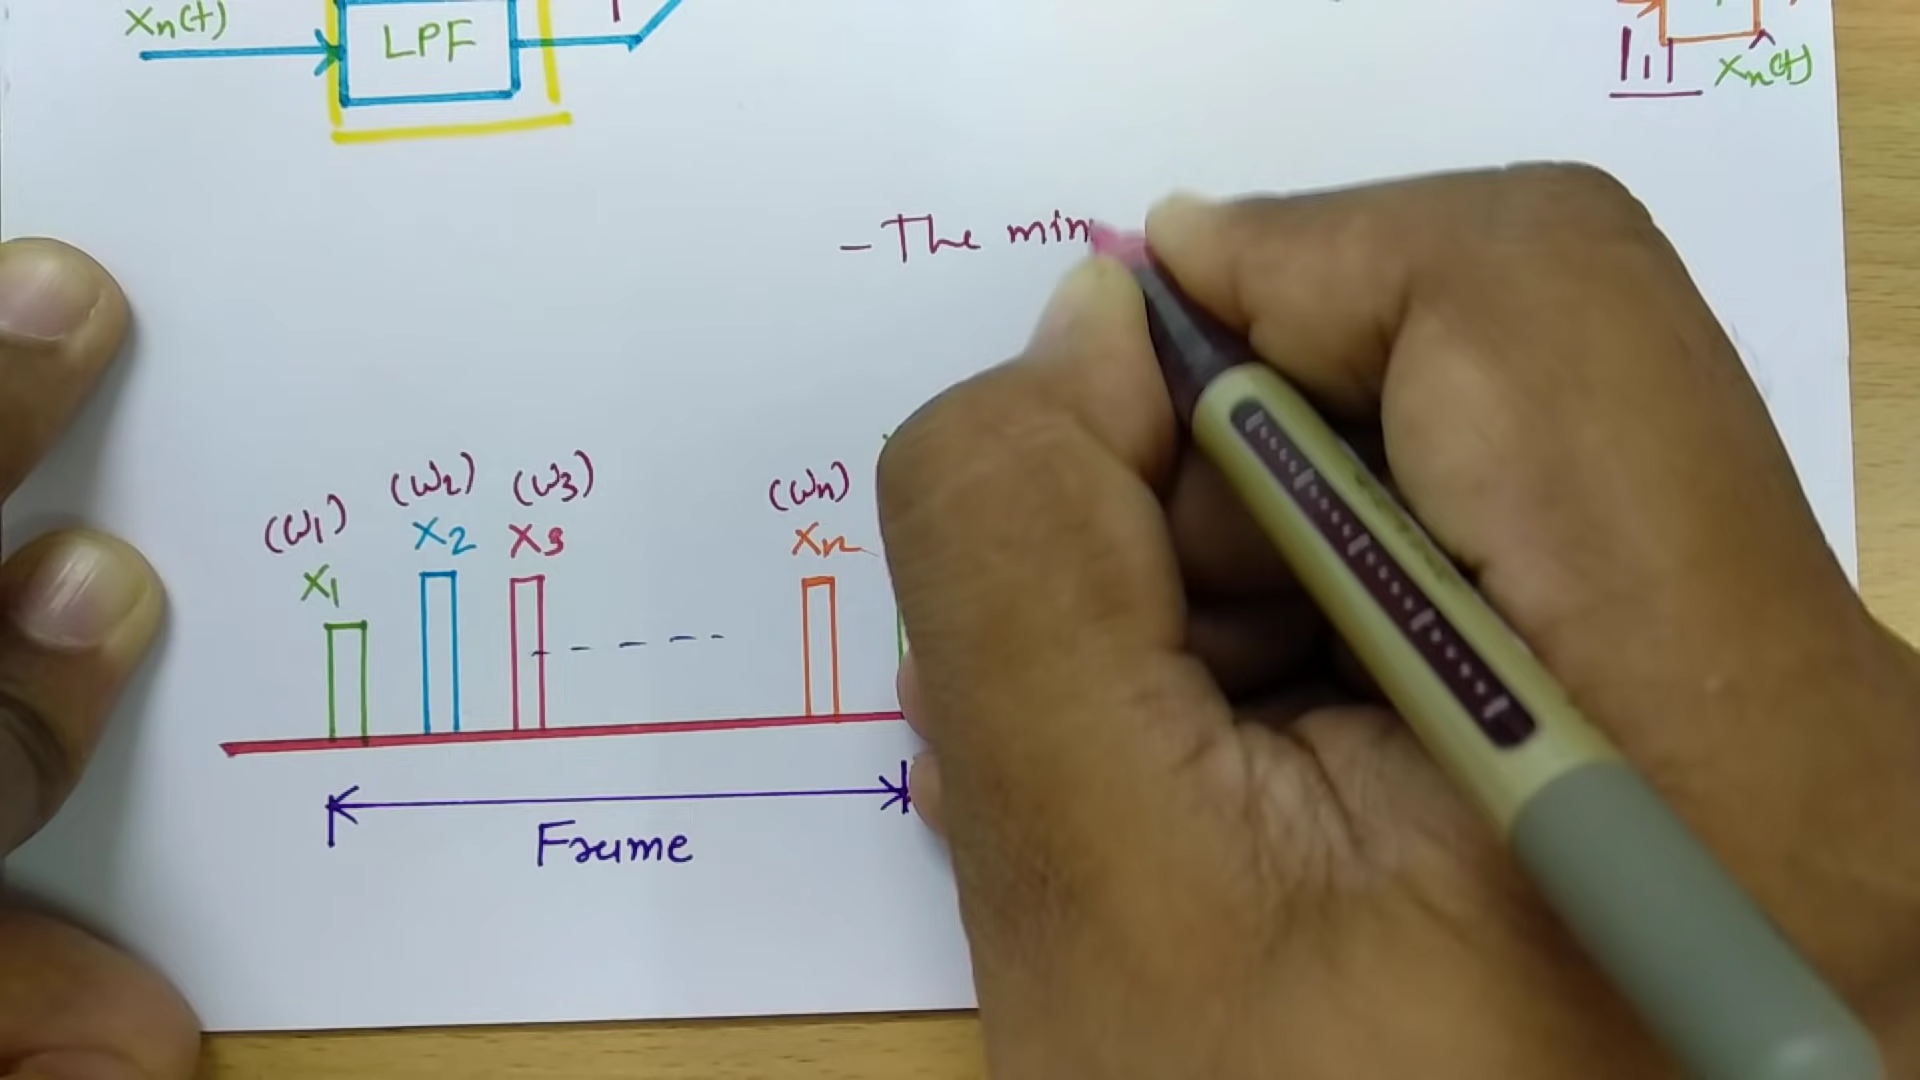 Xn(t)
LPF
Xn(t)
- The min
(ω1) (ω2) (ω3) (ωn)
X1 X2 X3 Xn
Frame